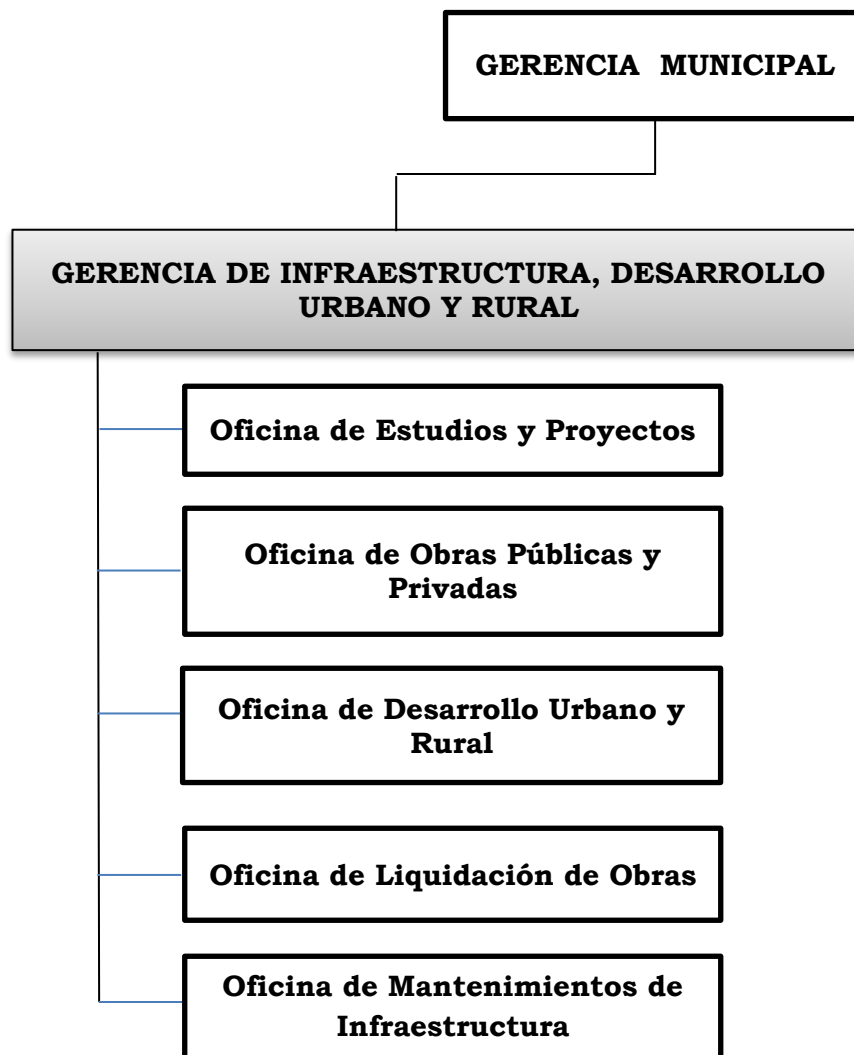 GERENCIA MUNICIPAL
GERENCIA DE INFRAESTRUCTURA, DESARROLLO
URBANO Y RURAL
Oficina de Estudios y Proyectos
Oficina de Obras Públicas y
Privadas
Oficina de Desarrollo Urbano y
Rural
Oficina de Liquidación de Obras
Oficina de Mantenimientos de
Infraestructura